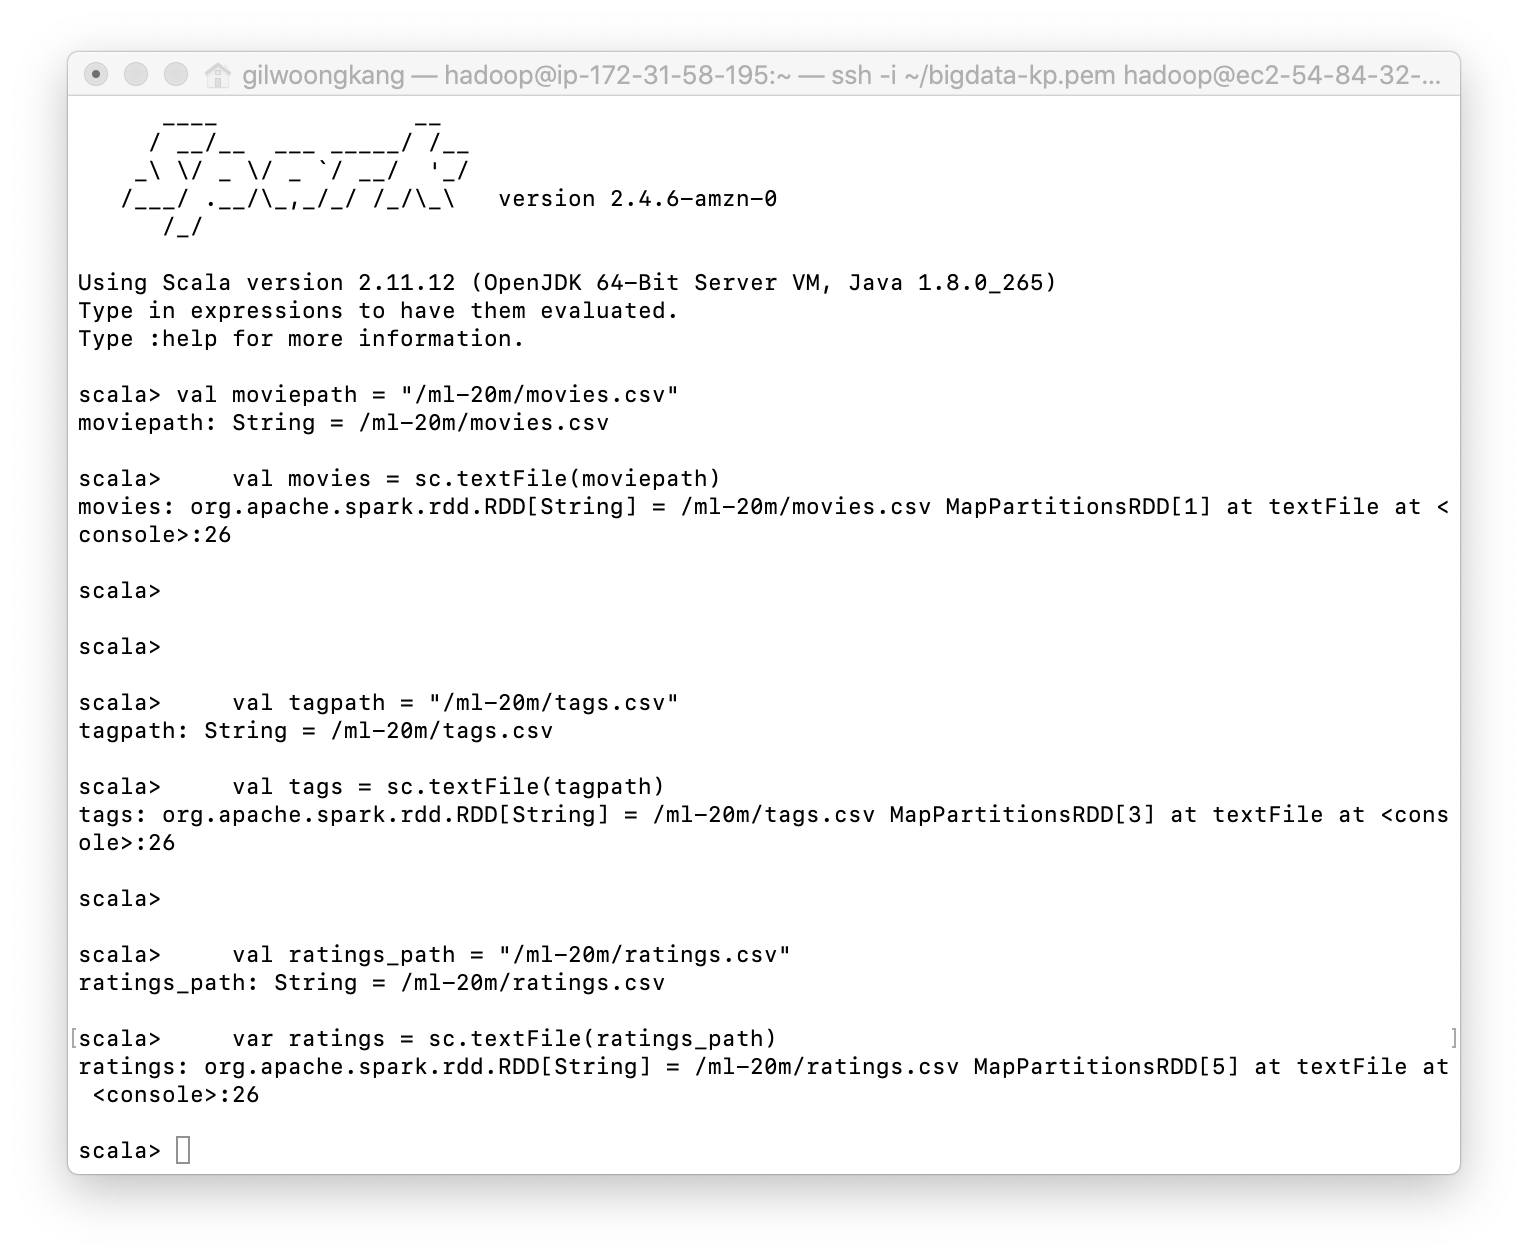 gilwoongkang — hadoop@ip-172-31-58-195:~ — ssh -i ~/bigdata-kp.pem hadoop@ec2-54-84-32-...
      ____              __
     / __/__  ___ _____/ /__
    _\ \/ _ \/ _ `/ __/  '_/
   /___/ .__/\_,_/_/ /_/\_\   version 2.4.6-amzn-0
      /_/
Using Scala version 2.11.12 (OpenJDK 64-Bit Server VM, Java 1.8.0_265)
Type in expressions to have them evaluated.
Type :help for more information.
scala> val moviepath = "/ml-20m/movies.csv"
moviepath: String = /ml-20m/movies.csv
scala>     val movies = sc.textFile(moviepath)
movies: org.apache.spark.rdd.RDD[String] = /ml-20m/movies.csv MapPartitionsRDD[1] at textFile at <
console>:26
scala>
scala>
scala>     val tagpath = "/ml-20m/tags.csv"
tagpath: String = /ml-20m/tags.csv
scala>     val tags = sc.textFile(tagpath)
tags: org.apache.spark.rdd.RDD[String] = /ml-20m/tags.csv MapPartitionsRDD[3] at textFile at <cons
ole>:26
scala>
scala>     val ratings_path = "/ml-20m/ratings.csv"
ratings_path: String = /ml-20m/ratings.csv
[scala>     var ratings = sc.textFile(ratings_path)                                                ]
ratings: org.apache.spark.rdd.RDD[String] = /ml-20m/ratings.csv MapPartitionsRDD[5] at textFile at
 <console>:26
scala>